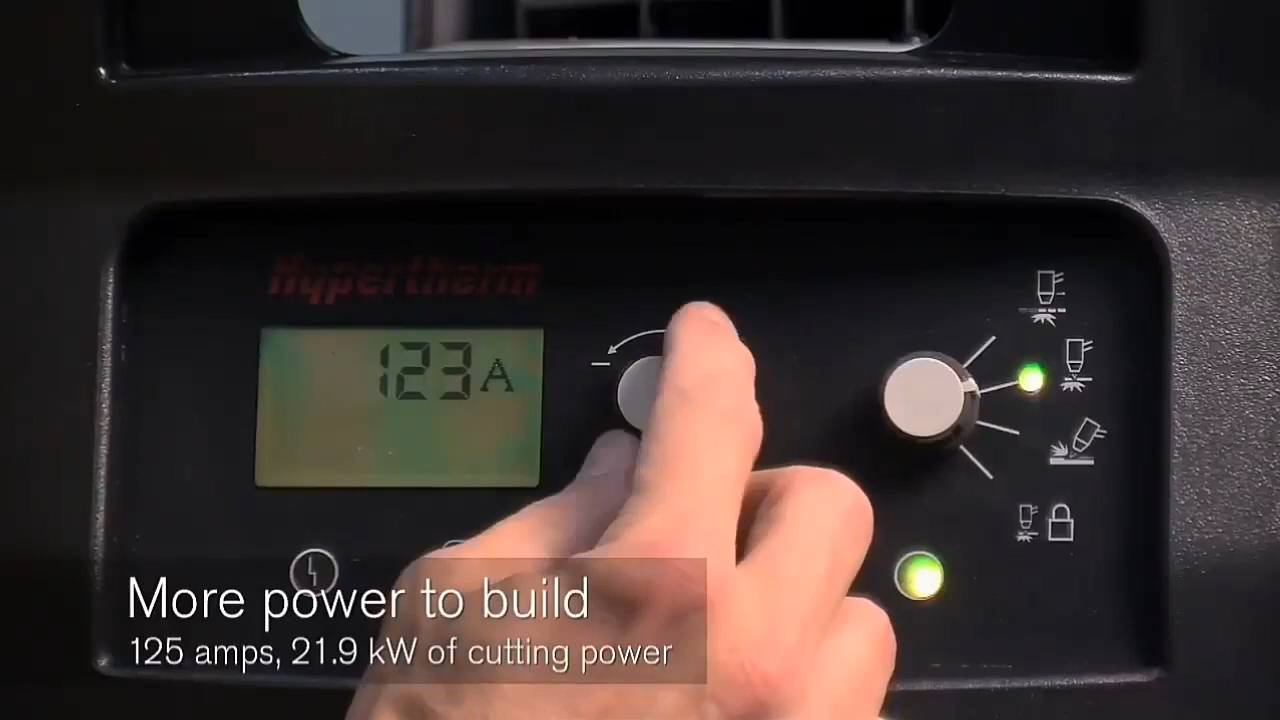 Hypertherm
123A
More power to build
125 amps, 21.9 kW of cutting power